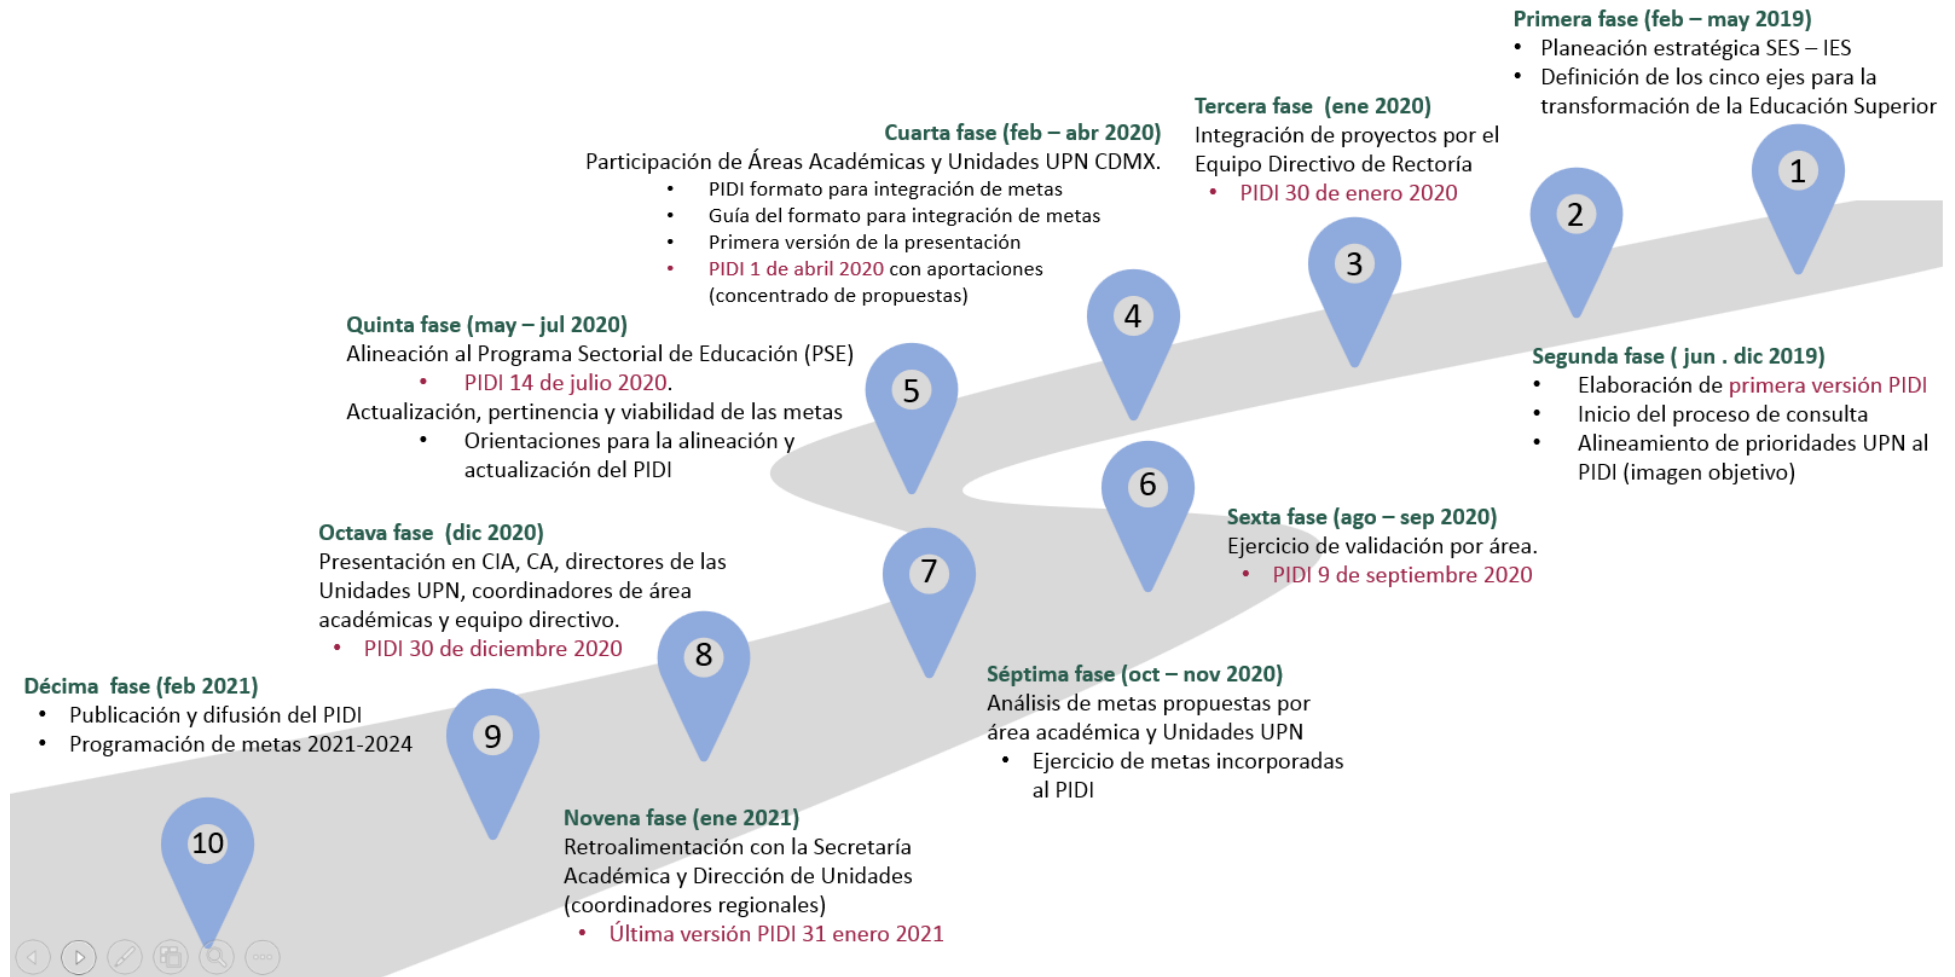 Primera fase (feb – may 2019)
• Planeación estratégica SES – IES
• Definición de los cinco ejes para la
transformación de la Educación Superior
1
2
Segunda fase ( jun . dic 2019)
• Elaboración de primera versión PIDI
• Inicio del proceso de consulta
• Alineamiento de prioridades UPN al
PIDI (imagen objetivo)
Tercera fase (ene 2020)
Integración de proyectos por el
Equipo Directivo de Rectoría
• PIDI 30 de enero 2020
3
Cuarta fase (feb – abr 2020)
Participación de Áreas Académicas y Unidades UPN CDMX.
• PIDI formato para integración de metas
• Guía del formato para integración de metas
• Primera versión de la presentación
• PIDI 1 de abril 2020 con aportaciones
(concentrado de propuestas)
4
Quinta fase (may – jul 2020)
Alineación al Programa Sectorial de Educación (PSE)
• PIDI 14 de julio 2020.
Actualización, pertinencia y viabilidad de las metas
• Orientaciones para la alineación y
actualización del PIDI
5
6
Sexta fase (ago – sep 2020)
Ejercicio de validación por área.
• PIDI 9 de septiembre 2020
7
Séptima fase (oct – nov 2020)
Análisis de metas propuestas por
área académica y Unidades UPN
• Ejercicio de metas incorporadas
al PIDI
Octava fase (dic 2020)
Presentación en CIA, CA, directores de las
Unidades UPN, coordinadores de área
académicas y equipo directivo.
• PIDI 30 de diciembre 2020
8
9
Novena fase (ene 2021)
Retroalimentación con la Secretaría
Académica y Dirección de Unidades
(coordinadores regionales)
• Última versión PIDI 31 enero 2021
Décima fase (feb 2021)
• Publicación y difusión del PIDI
• Programación de metas 2021-2024
10